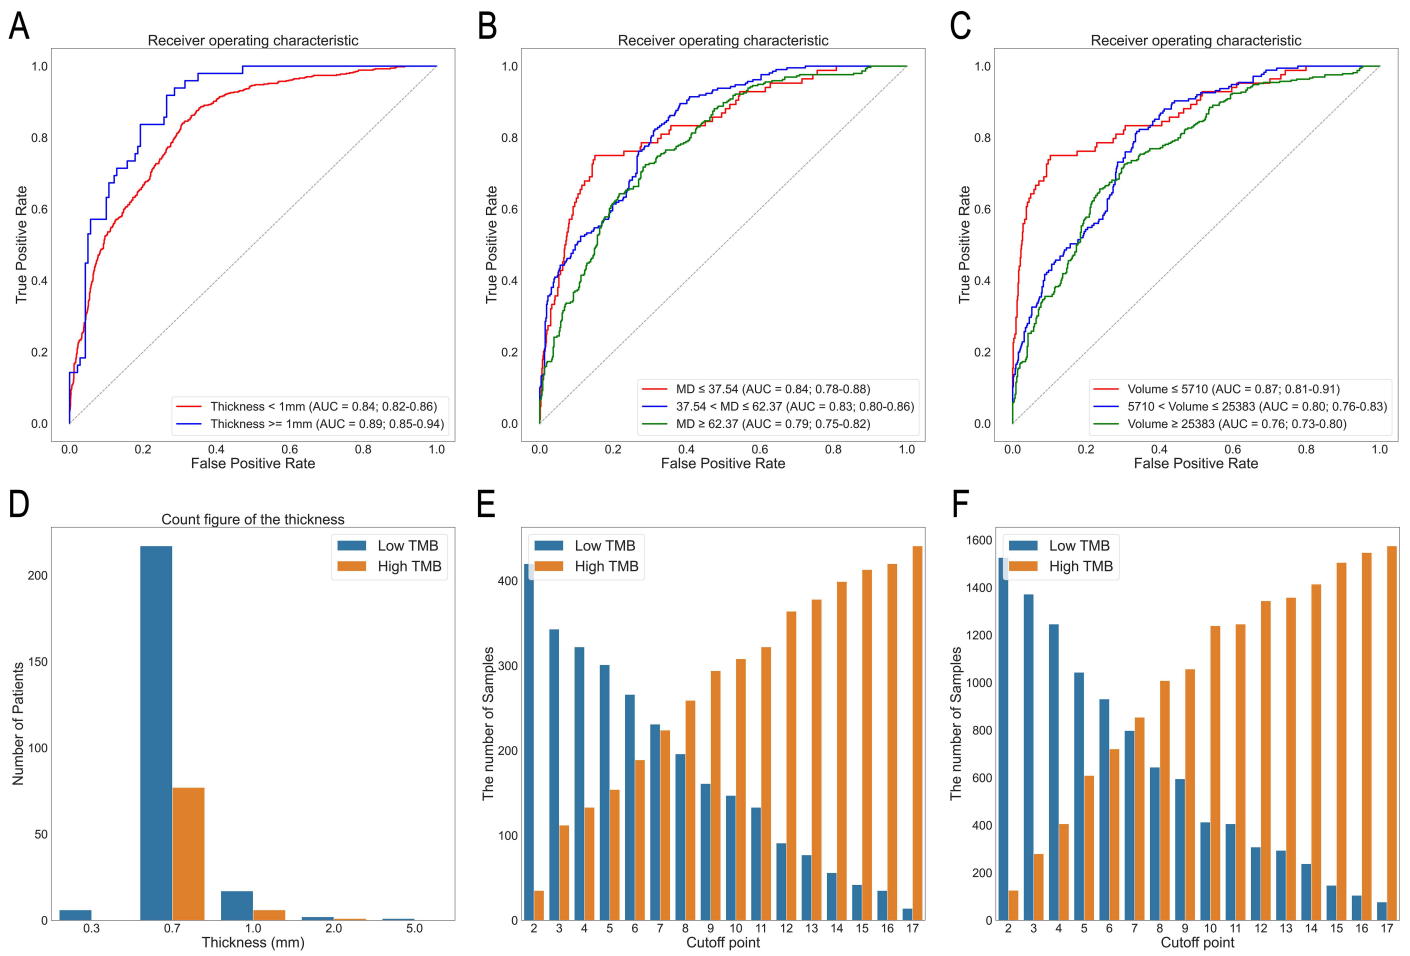 A
Receiver operating characteristic
True Positive Rate
1.0
0.8
0.6
0.4
0.2
0.0
Thickness < 1mm (AUC = 0.84; 0.82-0.86)
Thickness >= 1mm (AUC = 0.89; 0.85-0.94)
0.0 0.2 0.4 0.6 0.8 1.0
False Positive Rate
B
Receiver operating characteristic
True Positive Rate
1.0
0.8
0.6
0.4
0.2
0.0
MD ≤ 37.54 (AUC = 0.84; 0.78-0.88)
37.54 < MD ≤ 62.37 (AUC = 0.83; 0.80-0.86)
MD ≥ 62.37 (AUC = 0.79; 0.75-0.82)
0.0 0.2 0.4 0.6 0.8 1.0
False Positive Rate
C
Receiver operating characteristic
True Positive Rate
1.0
0.8
0.6
0.4
0.2
0.0
Volume ≤ 5710 (AUC = 0.87; 0.81-0.91)
5710 < Volume ≤ 25383 (AUC = 0.80; 0.76-0.83)
Volume ≥ 25383 (AUC = 0.76; 0.73-0.80)
0.0 0.2 0.4 0.6 0.8 1.0
False Positive Rate
D
Count figure of the thickness
Low TMB
High TMB
Number of Patients
200
150
100
50
0
0.3 0.7 1.0 2.0 5.0
Thickness (mm)
E
Low TMB
High TMB
The number of Samples
400
300
200
100
0
2 3 4 5 6 7 8 9 10 11 12 13 14 15 16 17
Cutoff point
F
Low TMB
High TMB
The number of Samples
1600
1400
1200
1000
800
600
400
200
0
2 3 4 5 6 7 8 9 10 11 12 13 14 15 16 17
Cutoff point